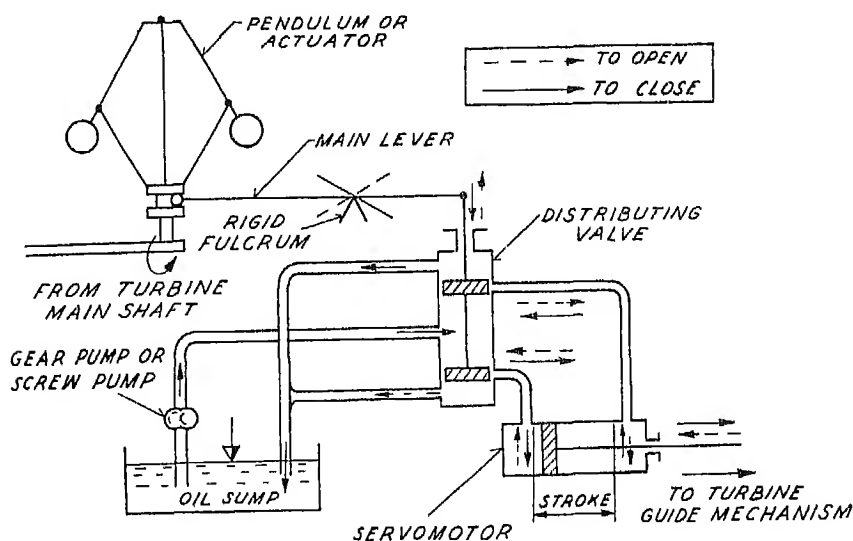 PENDULUM OR
ACTUATOR
TO OPEN
TO CLOSE
MAIN LEVER
RIGID
FULCRUM
DISTRIBUTING
VALVE
FROM TURBINE
MAIN SHAFT
GEAR PUMP OR
SCREW PUMP
OIL SUMP
STROKE
SERVOMOTOR
TO TURBINE
GUIDE MECHANISM